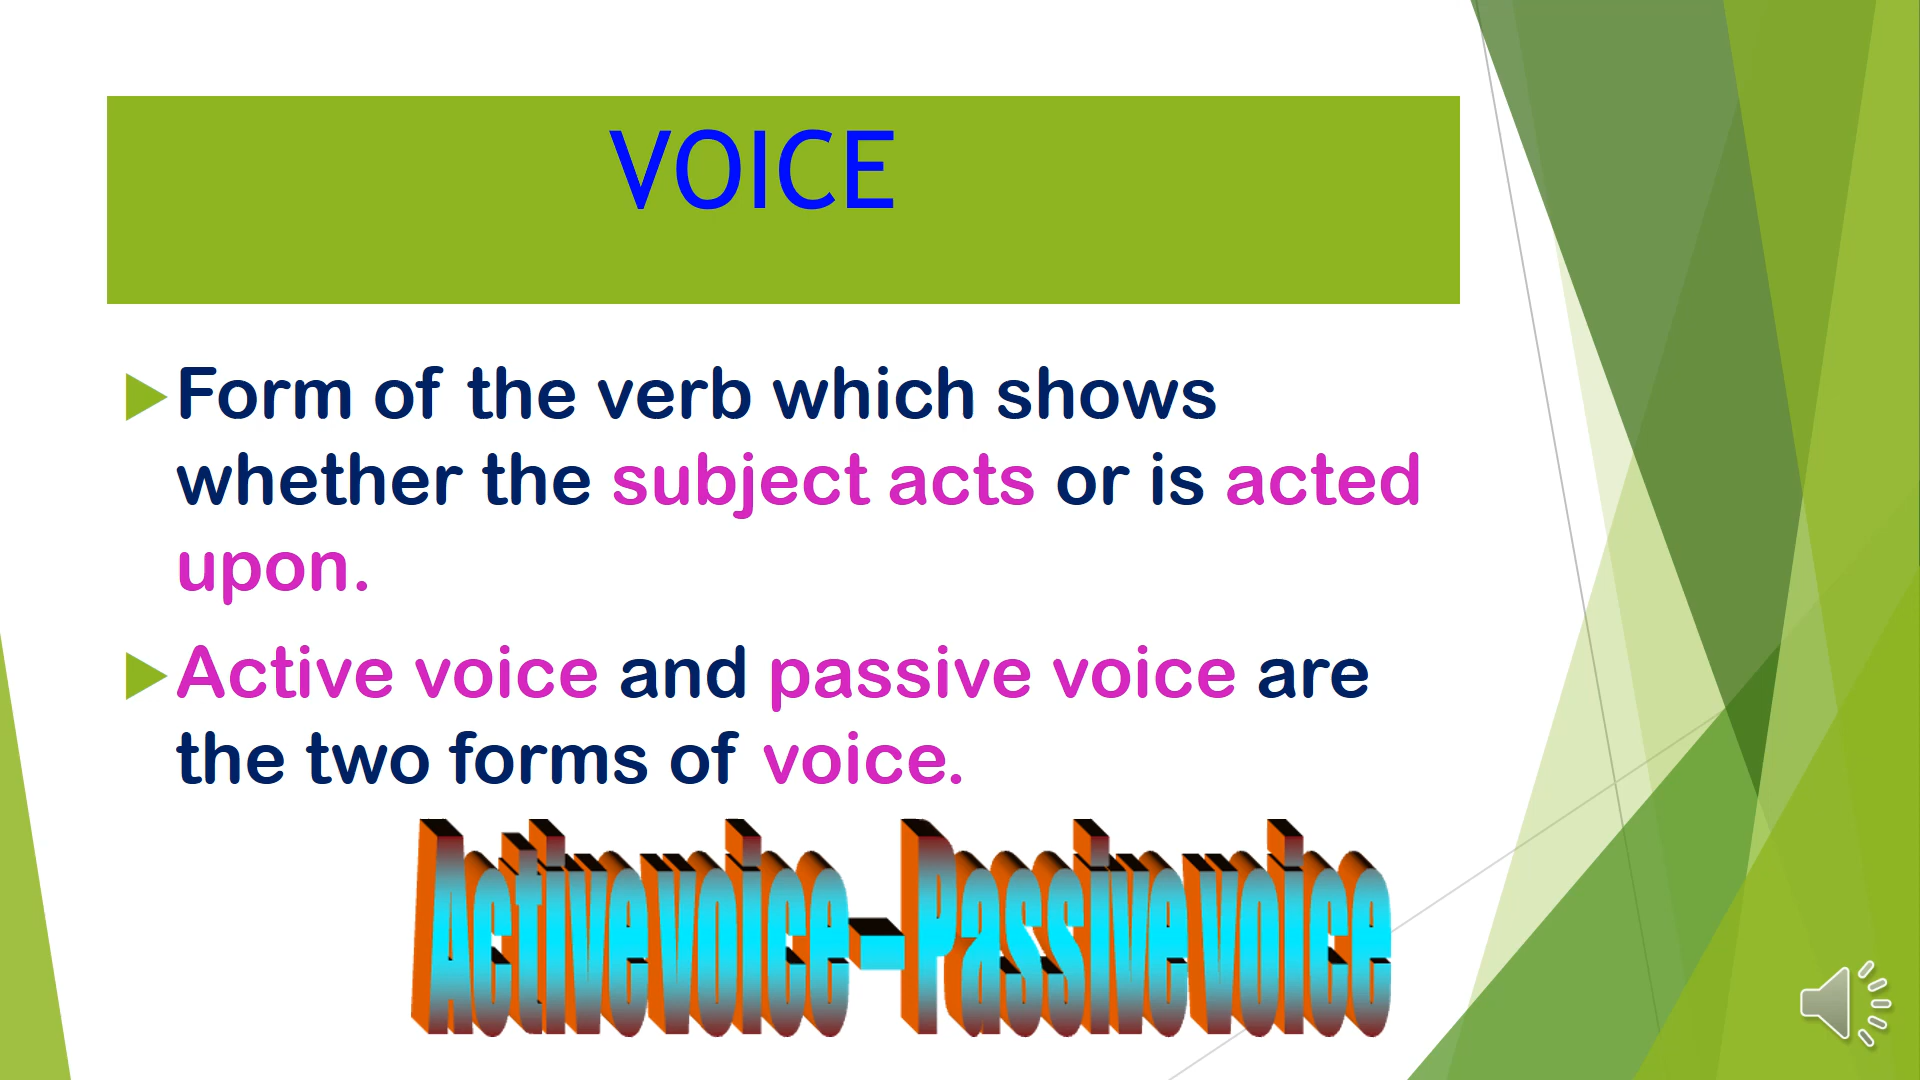 VOICE
Form of the verb which shows
whether the subject acts or is acted
upon.
Active voice and passive voice are
the two forms of voice.
Active voice – Passive voice